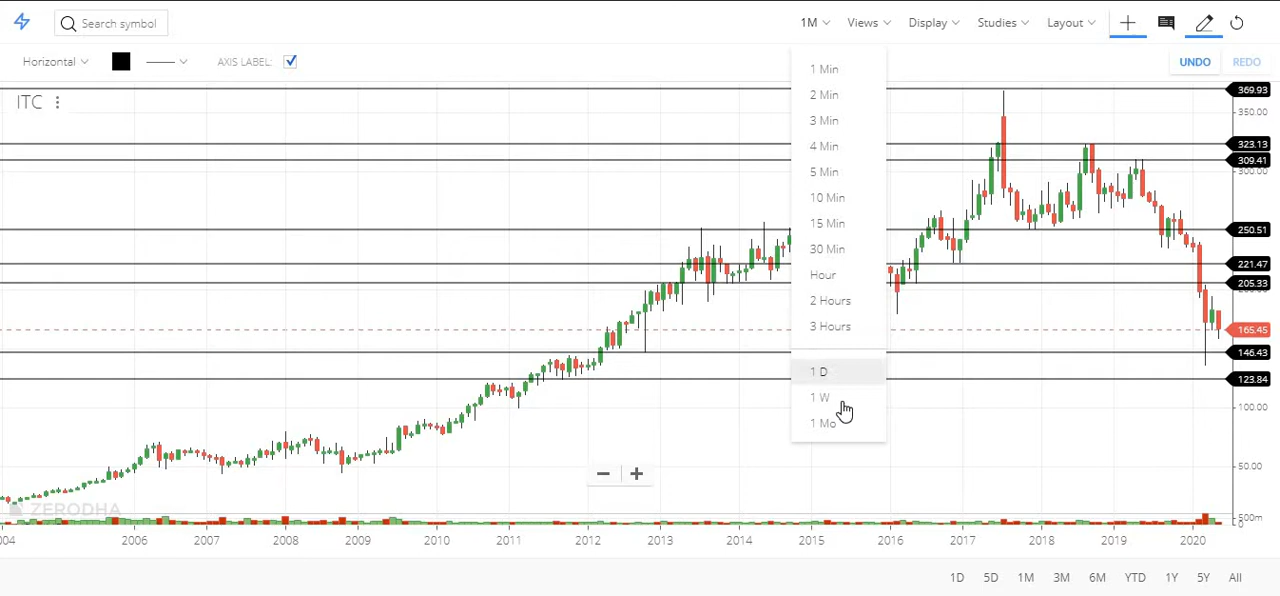 Search symbol
1M
Views
Display
Studies
Layout
Horizontal
AXIS LABEL:
UNDO
REDO
ITC
1 Min
2 Min
3 Min
4 Min
5 Min
10 Min
15 Min
30 Min
Hour
2 Hours
3 Hours
1 D
1 W
1 Mo
369.93
350.00
323.13
309.41
300.00
250.51
221.47
205.33
165.45
146.43
123.84
100.00
50.00
ZERODHA
500m
0
2006
2007
2008
2009
2010
2011
2012
2013
2014
2015
2016
2017
2018
2019
2020
1D
5D
1M
3M
6M
YTD
1Y
5Y
All